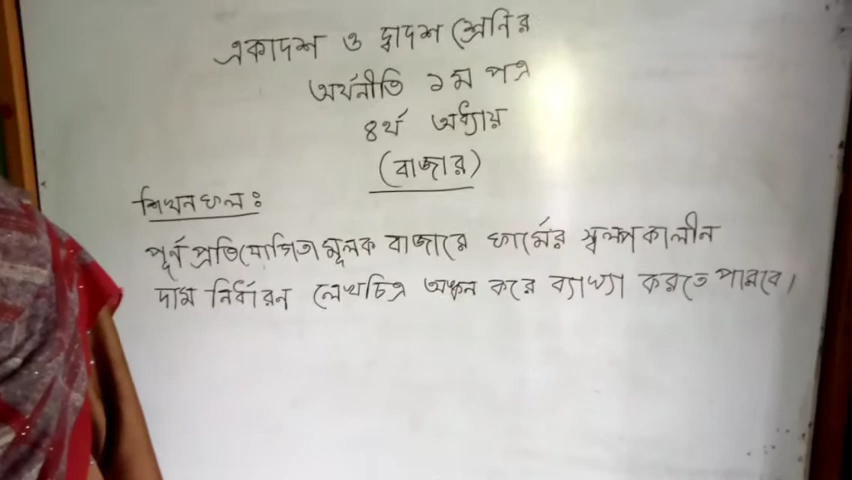 একাদশ ও দ্বাদশ শ্রেনির
অর্থনীতি ১ম পত্র
৪র্থ অধ্যায়
(বাজার)
শিখনফল ঃ
পূর্ন প্রতিযোগিতামূলক বাজারে ফার্মের স্বল্পকালীন
দাম নির্ধারন লেখচিত্র অঙ্কন করে ব্যাখ্যা করতে পারবে।